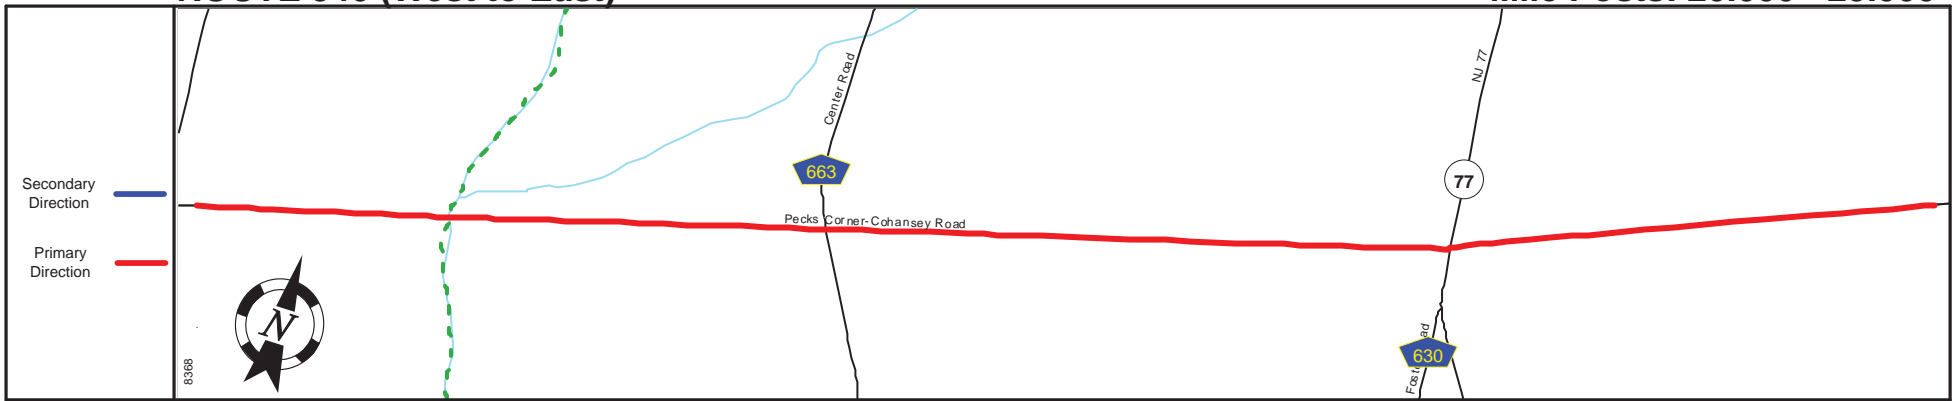 Secondary
Direction
Primary
Direction
8368
N
663
Center Road
Pecks Corner-Cohansey Road
NJ 77
77
630